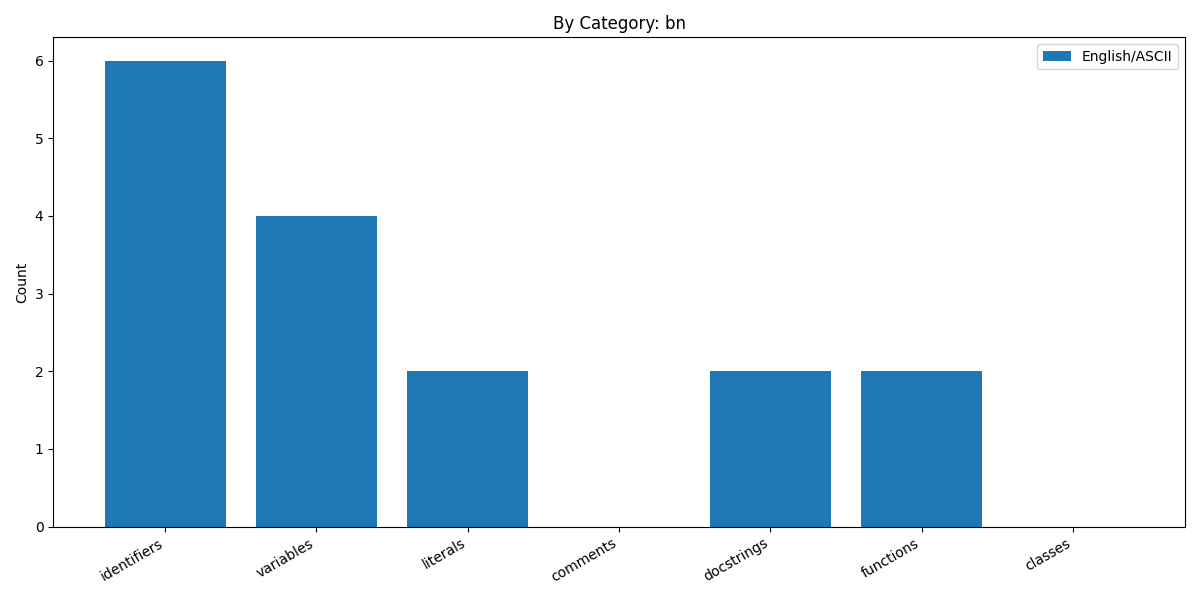 By Category: bn
English/ASCII
Count
6
5
4
3
2
1
0
identifiers
variables
literals
comments
docstrings
functions
classes